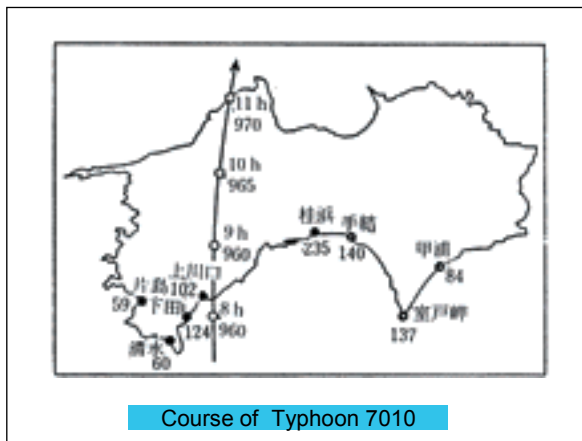 11 h
970
10 h
965
桂浜
235
手結
140
9 h
960
甲浦
84
上川口
102
片島
59
下田
124
8 h
960
室戸岬
137
清水
60
Course of Typhoon 7010